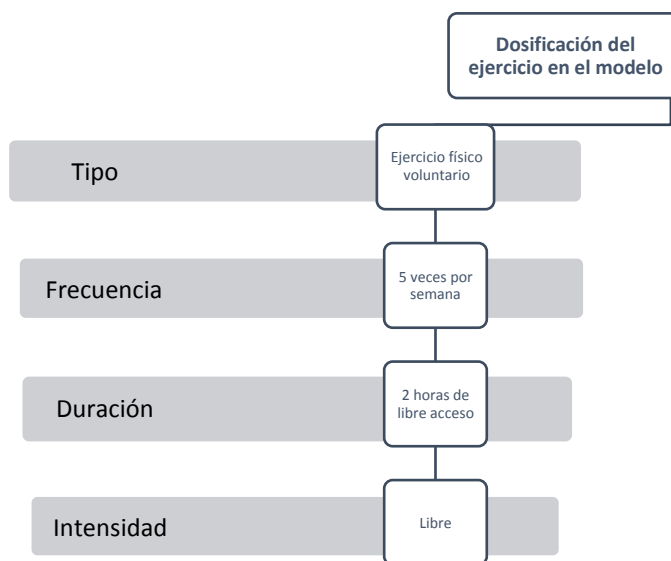 Dosificación del
ejercicio en el modelo
Tipo
Ejercicio físico
voluntario
Frecuencia
5 veces por
semana
Duración
2 horas de
libre acceso
Intensidad
Libre